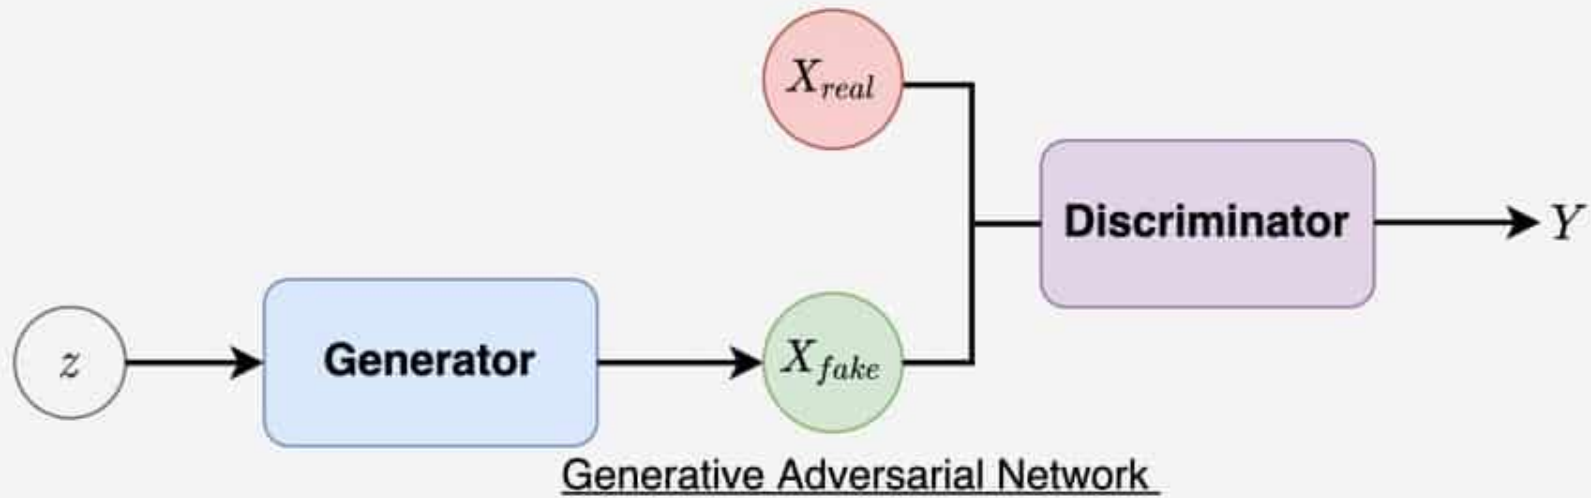 X_real
Discriminator
Y
z
Generator
X_fake
Generative Adversarial Network